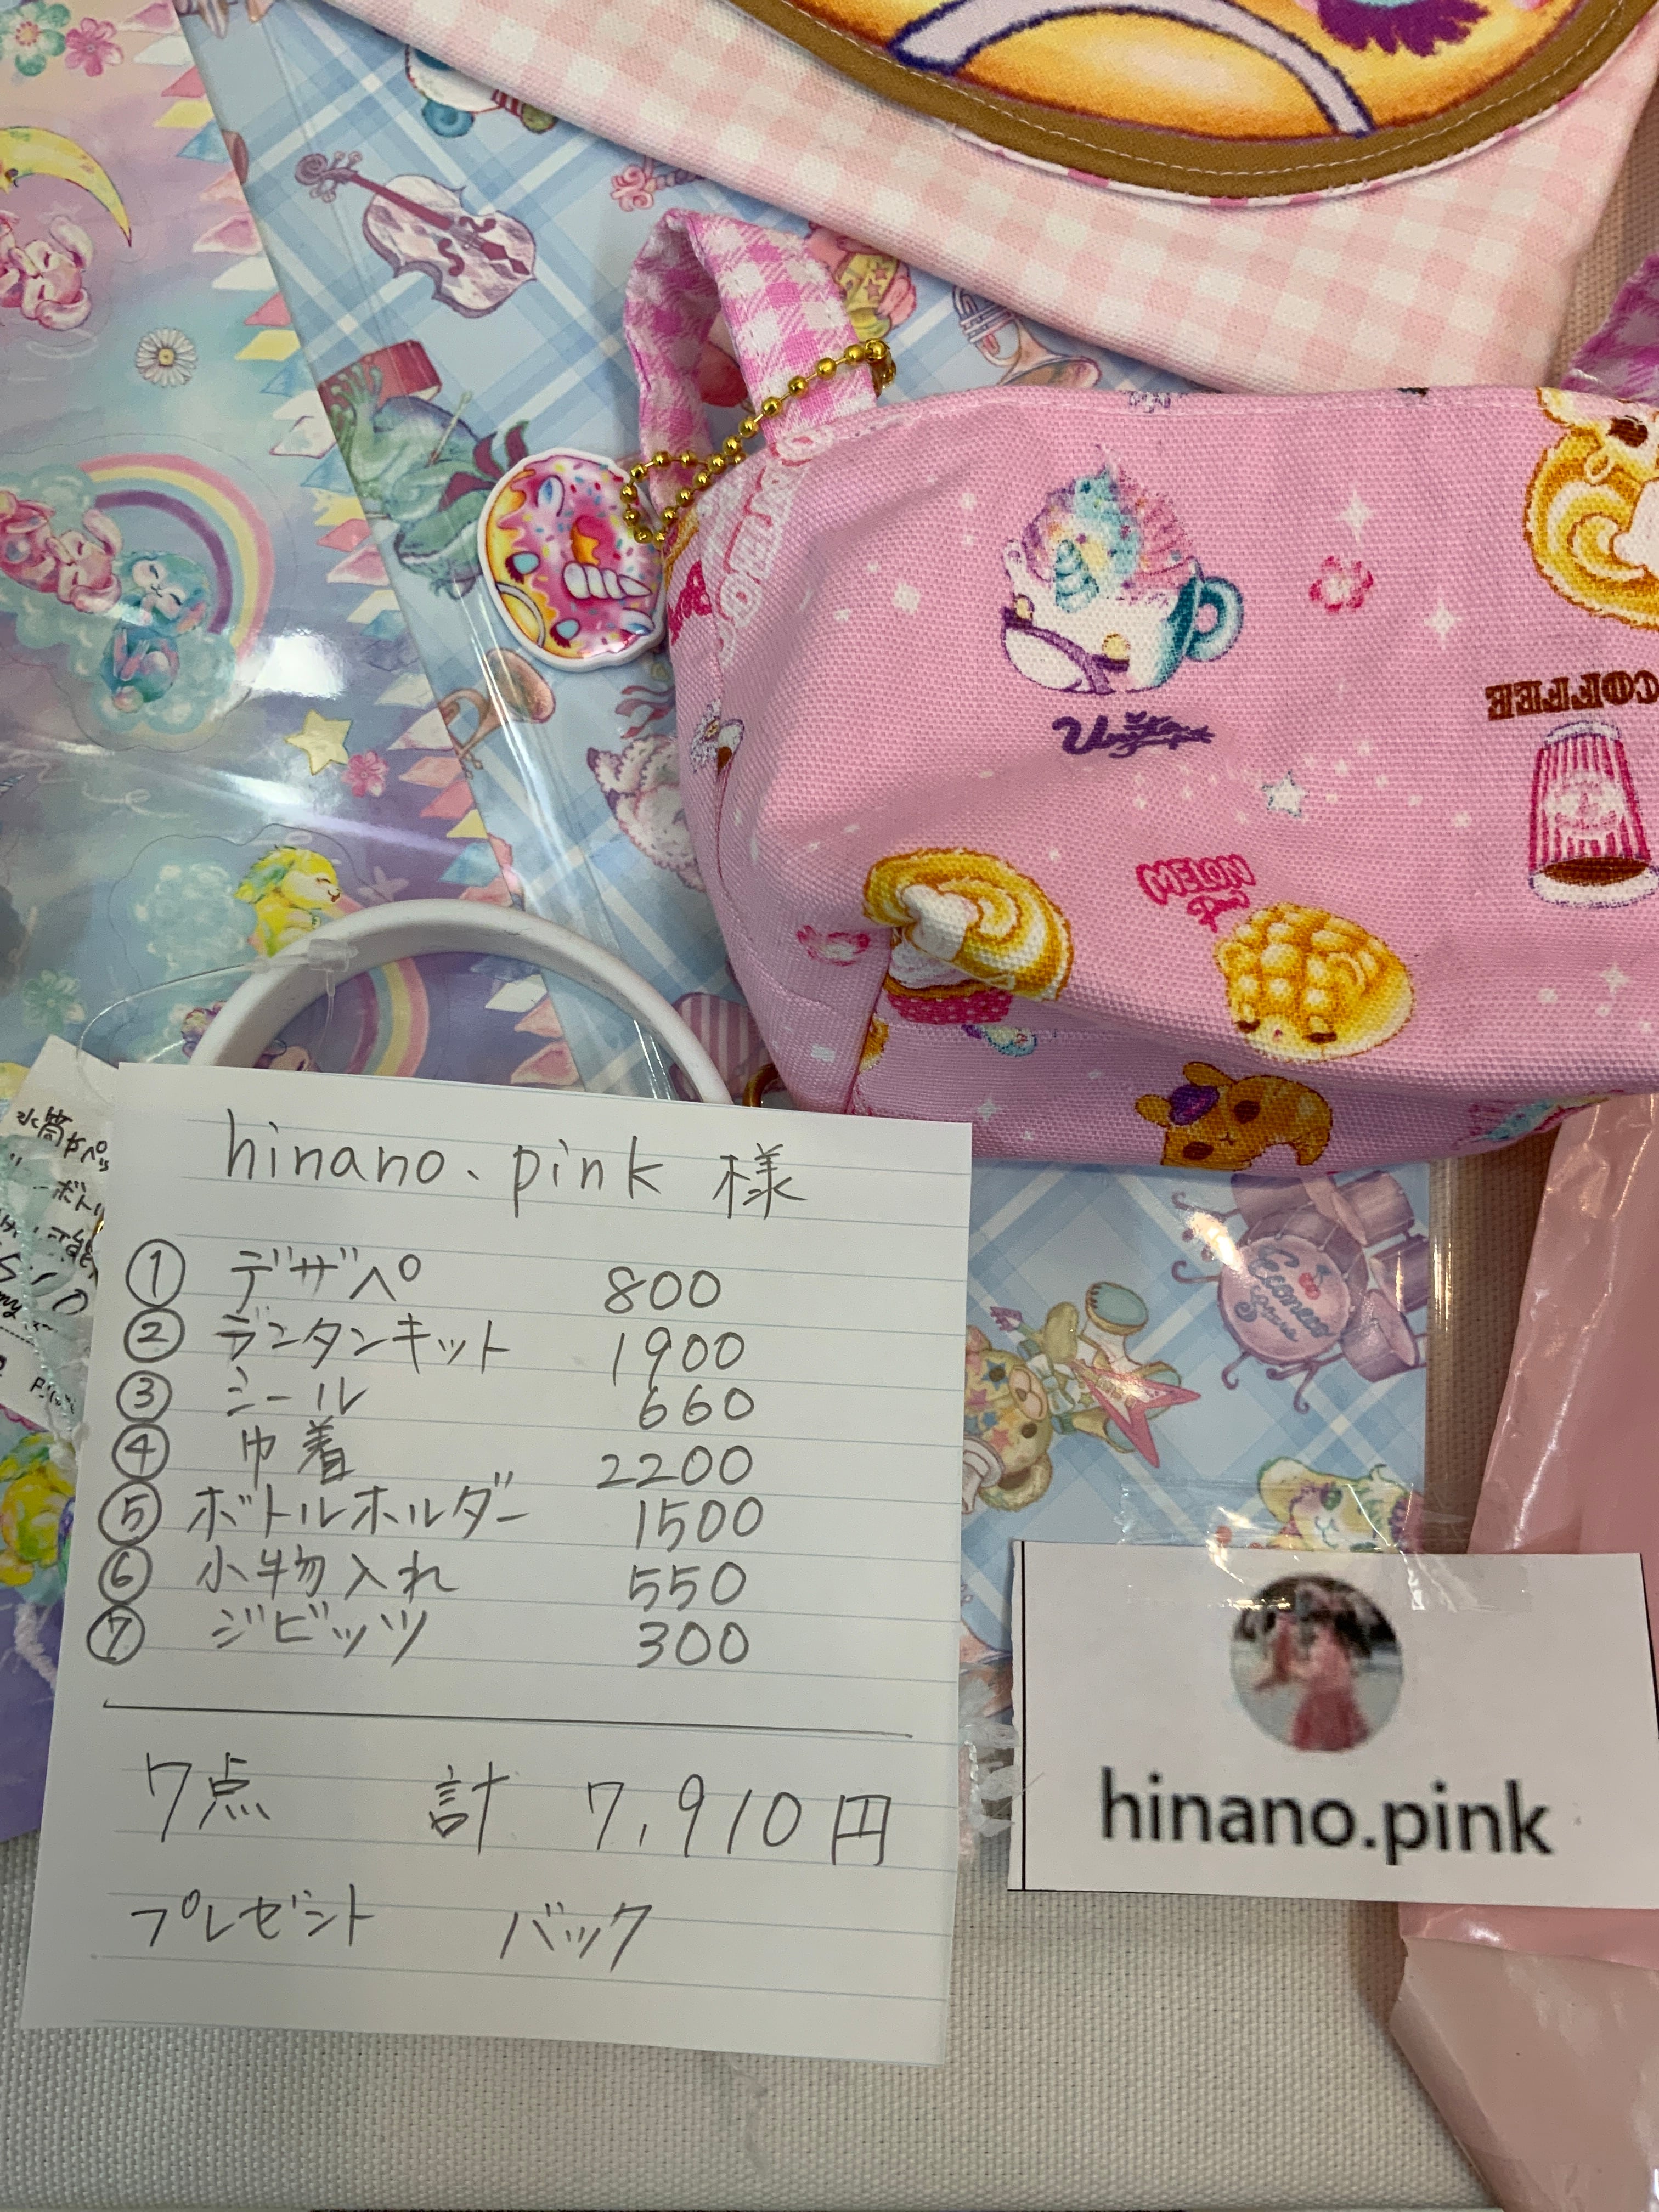 COFFEE
MELON
hinano.pink 様
① デザペ 800
② デンタンキット 1900
③ シール 660
④ 巾着 2200
⑤ ボトルホルダー 1500
⑥ 小物入れ 550
⑦ ジビッツ 300
7点 計 7,910円
プレゼント バック
hinano.pink